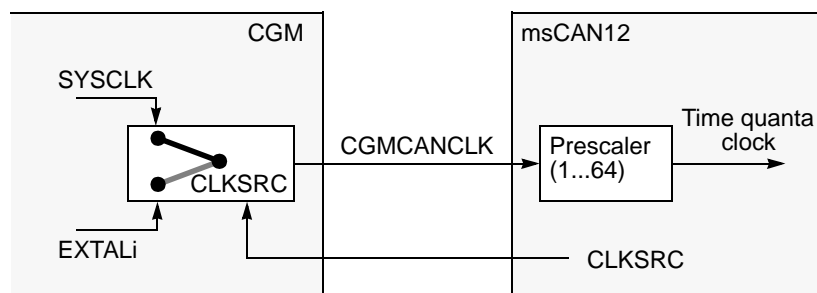 CGM
msCAN12
SYSCLK
Time quanta
clock
CGMCANCLK
Prescaler
(1...64)
CLKSRC
EXTALi
CLKSRC